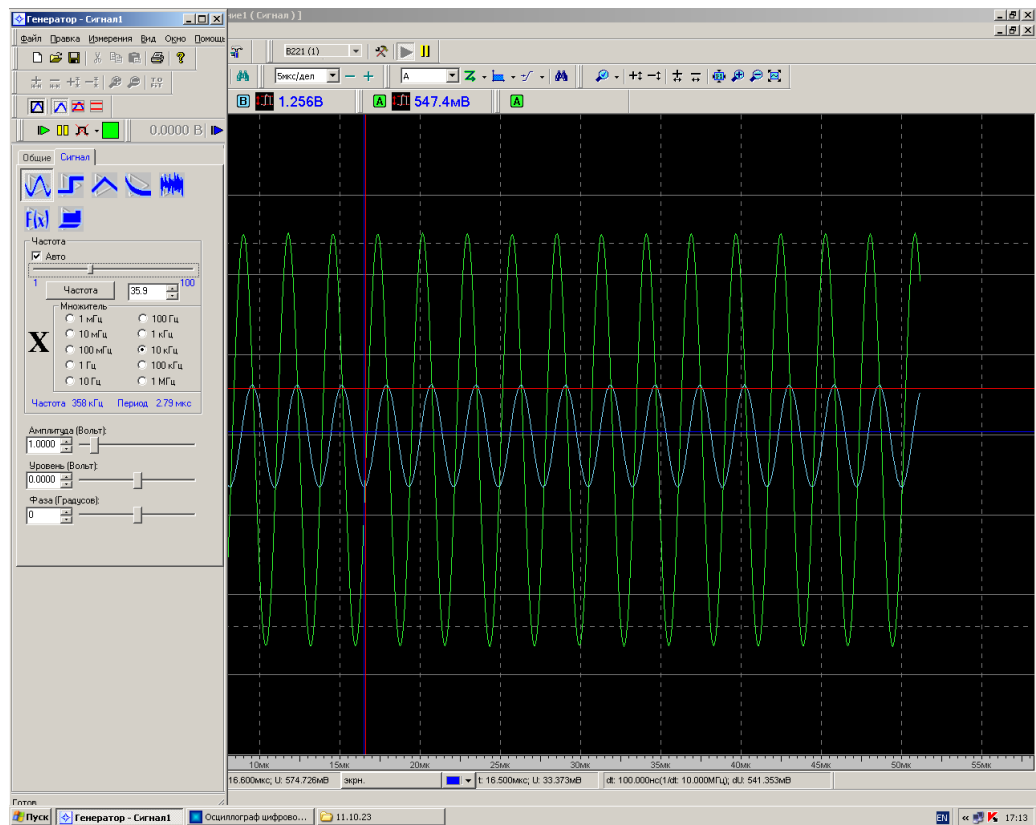 Генератор - Сигнал1
ние1 ( Сигнал ) ]
Файл Правка Измерения Вид Окно Помощь
B221 (1)
5мкс/дел
A
B 1.256В
A 547.4мВ
A
0.0000 В
Общие Сигнал
F(x)
Частота
Авто
1 100
Частота 35.9
Множитель
X
1 мГц 100 Гц
10 мГц 1 кГц
100 мГц 10 кГц
1 Гц 100 кГц
10 Гц 1 МГц
Частота 358 кГц Период 2.79 мкс
Амплитуда (Вольт):
1.0000
Уровень (Вольт):
0.0000
Фаза (Градусов):
0
10мк 15мк 20мк 25мк 30мк 35мк 40мк 45мк 50мк 55мк
16.600мкс; U: 574.726мВ экрн. t: 16.500мкс; U: 33.373мВ dt: 100.000нс(1/dt: 10.000МГц); dU: 541.353мВ
Готов
Пуск Генератор - Сигнал1 Осциллограф цифрово... 11.10.23 EN « K 17:13